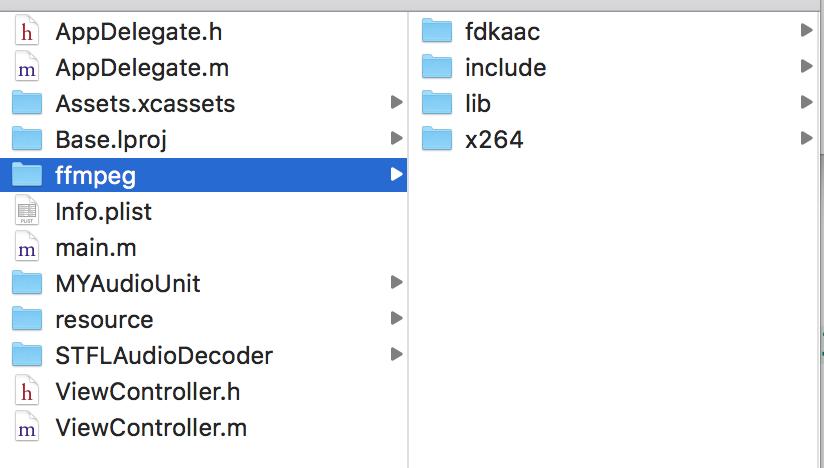 AppDelegate.h
AppDelegate.m
Assets.xcassets
Base.lproj
ffmpeg
Info.plist
main.m
MYAudioUnit
resource
STFLAudioDecoder
ViewController.h
ViewController.m
fdkaac
include
lib
x264